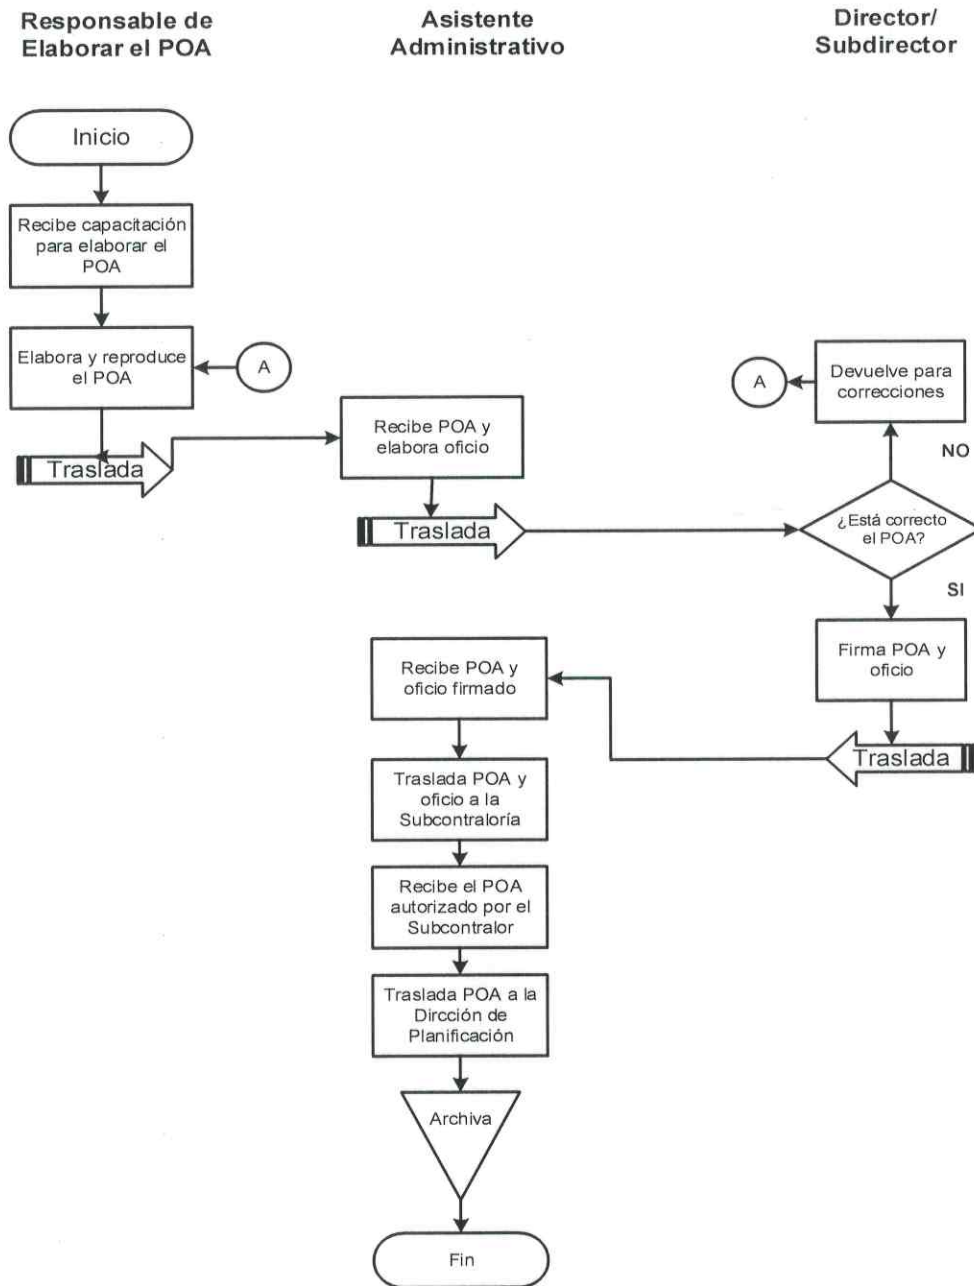 Responsable de
Elaborar el POA
Asistente
Administrativo
Director/
Subdirector
Inicio
Recibe capacitación
para elaborar el
POA
Elabora y reproduce
el POA
A
Traslada
Recibe POA y
elabora oficio
Traslada
A
Devuelve para
correcciones
NO
¿Está correcto
el POA?
SI
Firma POA y
oficio
Traslada
Recibe POA y
oficio firmado
Traslada POA y
oficio a la
Subcontraloría
Recibe el POA
autorizado por el
Subcontralor
Traslada POA a la
Dircción de
Planificación
Archiva
Fin